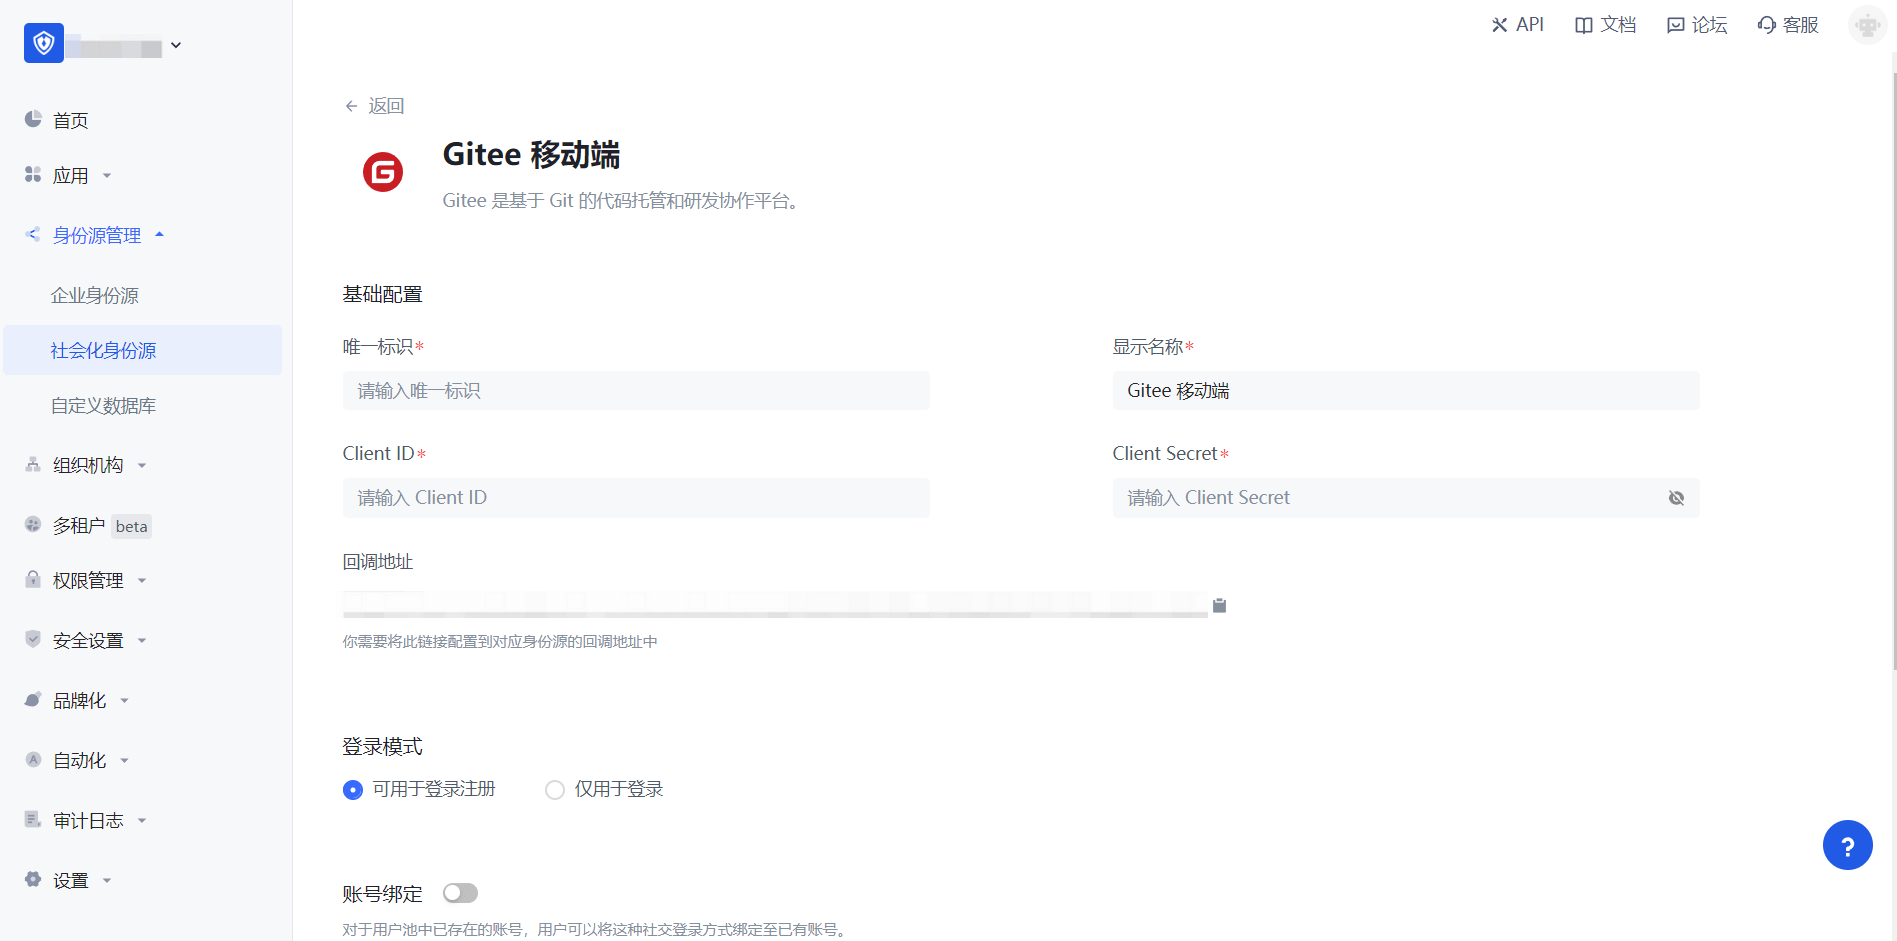 API 文档 论坛 客服
首页
应用
身份源管理
企业身份源
社会化身份源
自定义数据库
组织机构
多租户 beta
权限管理
安全设置
品牌化
自动化
审计日志
设置
返回
Gitee 移动端
Gitee 是基于 Git 的代码托管和研发协作平台。
基础配置
唯一标识* 显示名称*
请输入唯一标识 Gitee 移动端
Client ID* Client Secret*
请输入 Client ID 请输入 Client Secret
回调地址
你需要将此链接配置到对应身份源的回调地址中
登录模式
可用于登录注册 仅用于登录
账号绑定
对于用户池中已存在的账号，用户可以将这种社交登录方式绑定至已有账号。
?